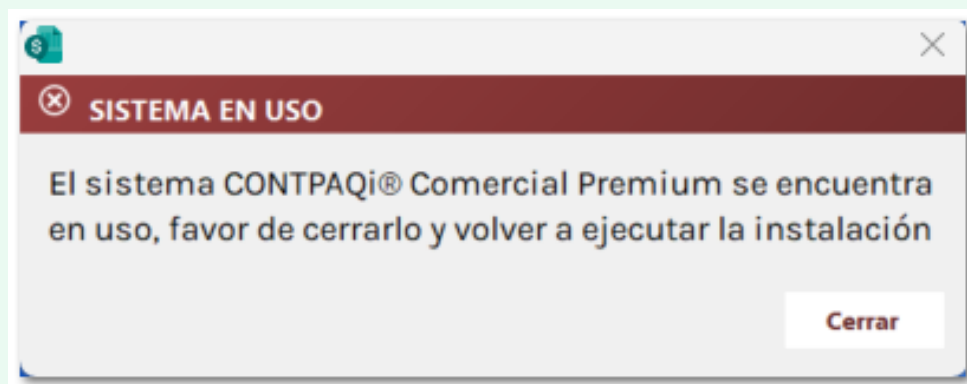 SISTEMA EN USO
El sistema CONTPAQi® Comercial Premium se encuentra
en uso, favor de cerrarlo y volver a ejecutar la instalación
Cerrar